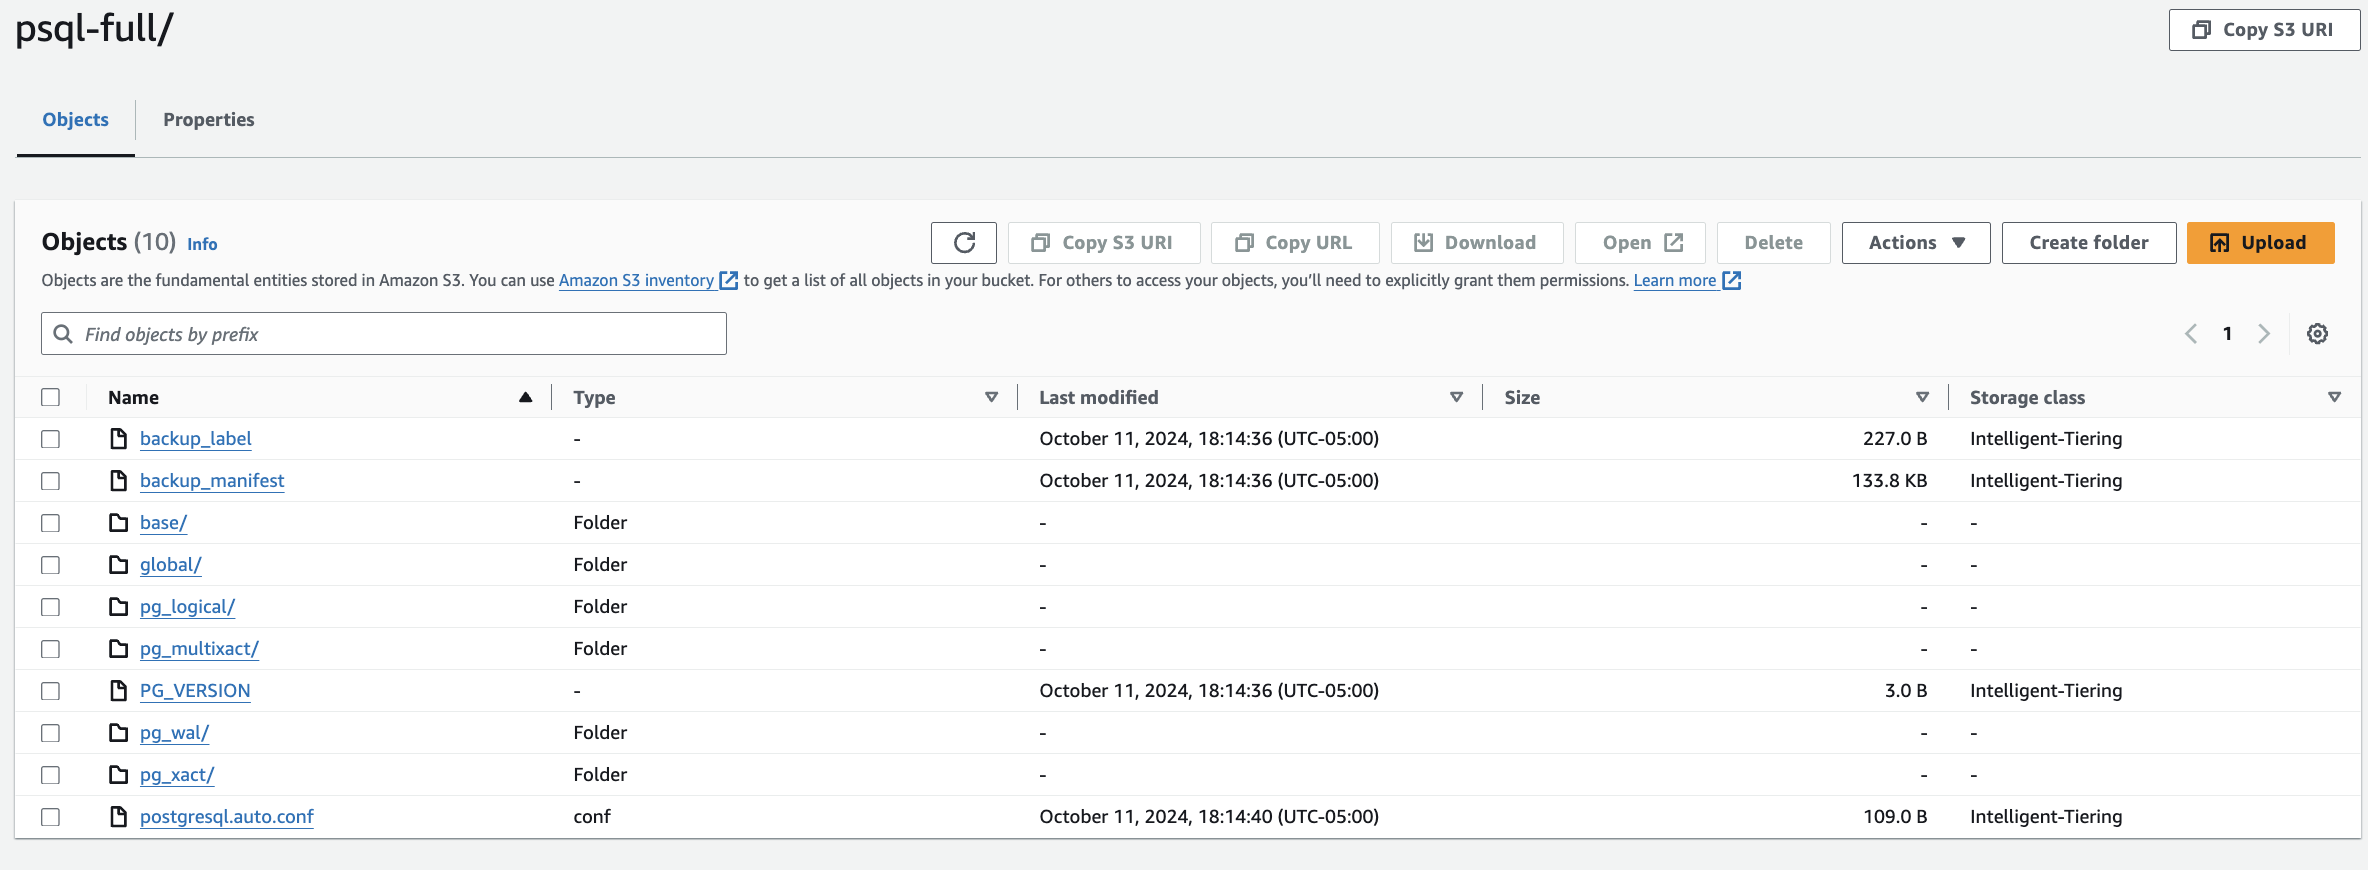 psql-full/
Copy S3 URI
Objects
Properties
Objects (10) Info
Copy S3 URI
Copy URL
Download
Open
Delete
Actions
Create folder
Upload
Objects are the fundamental entities stored in Amazon S3. You can use Amazon S3 inventory to get a list of all objects in your bucket. For others to access your objects, you'll need to explicitly grant them permissions. Learn more
Find objects by prefix
1
Name Type Last modified Size Storage class
backup_label - October 11, 2024, 18:14:36 (UTC-05:00) 227.0 B Intelligent-Tiering
backup_manifest - October 11, 2024, 18:14:36 (UTC-05:00) 133.8 KB Intelligent-Tiering
base/ Folder - - -
global/ Folder - - -
pg_logical/ Folder - - -
pg_multixact/ Folder - - -
PG_VERSION - October 11, 2024, 18:14:36 (UTC-05:00) 3.0 B Intelligent-Tiering
pg_wal/ Folder - - -
pg_xact/ Folder - - -
postgresql.auto.conf conf October 11, 2024, 18:14:40 (UTC-05:00) 109.0 B Intelligent-Tiering